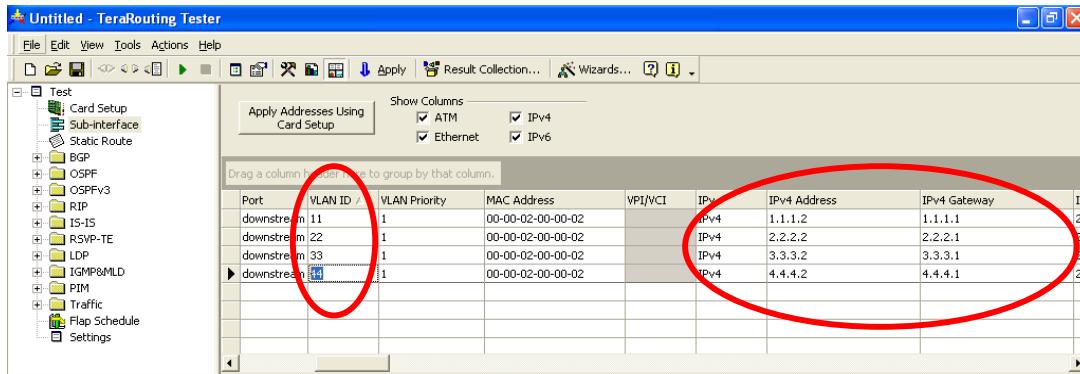 Untitled - TeraRouting Tester
File Edit View Tools Actions Help
Apply Result Collection... Wizards...
Test
Card Setup
Sub-interface
Static Route
BGP
OSPF
OSPFv3
RIP
IS-IS
RSVP-TE
LDP
IGMP&MLD
PIM
Traffic
Flap Schedule
Settings
Apply Addresses Using
Card Setup
Show Columns
ATM IPv4
Ethernet IPv6
Drag a column header here to group by that column.
Port VLAN ID VLAN Priority MAC Address VPI/VCI IPv4 Address IPv4 Gateway
downstream 11 1 00-00-02-00-00-02 IPv4 1.1.1.2 1.1.1.1
downstream 22 1 00-00-02-00-00-02 IPv4 2.2.2.2 2.2.2.1
downstream 33 1 00-00-02-00-00-02 IPv4 3.3.3.2 3.3.3.1
downstream 44 1 00-00-02-00-00-02 IPv4 4.4.4.2 4.4.4.1